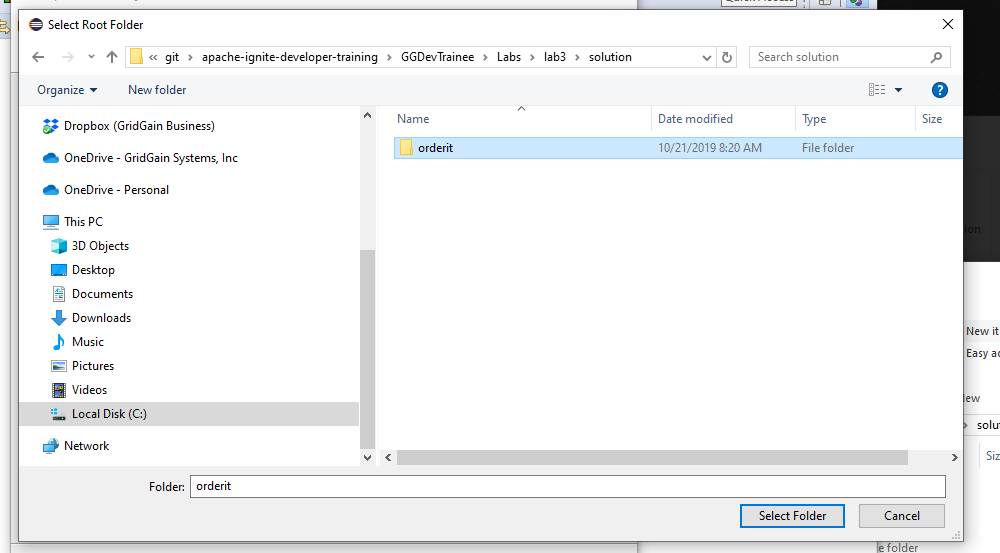 Select Root Folder
« git > apache-ignite-developer-training > GGDevTrainee > Labs > lab3 > solution
Search solution
Organize
New folder
?
Name
Date modified
Type
Size
Dropbox (GridGain Business)
OneDrive - GridGain Systems, Inc
OneDrive - Personal
This PC
3D Objects
Desktop
Documents
Downloads
Music
Pictures
Videos
Local Disk (C:)
Network
orderit
10/21/2019 8:20 AM
File folder
Folder:
orderit
Select Folder
Cancel
New it
Easy ac
ew
> solut
Siz
e folder